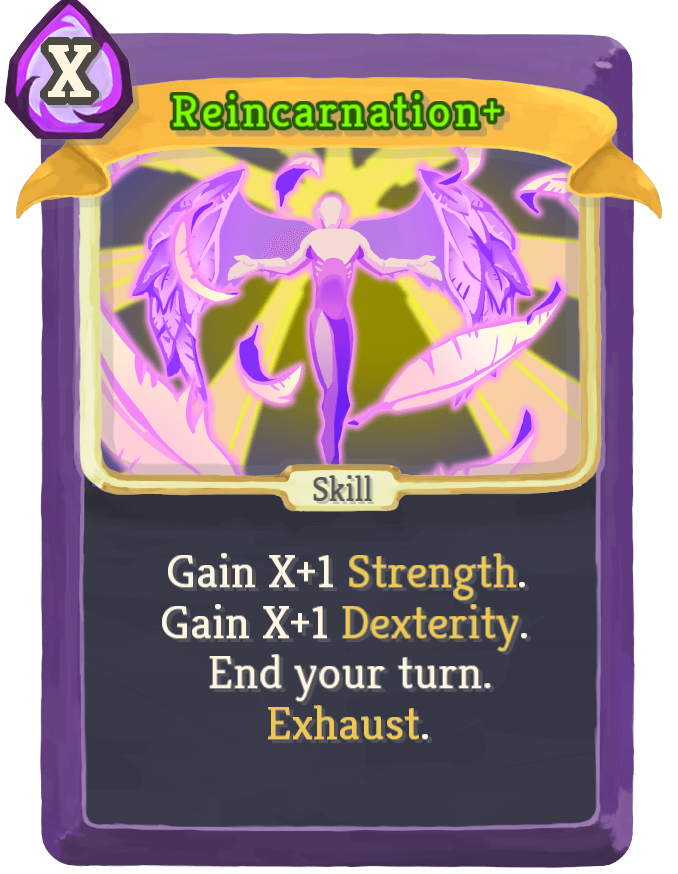 X
Reincarnation+
Skill
Gain X+1 Strength.
Gain X+1 Dexterity.
End your turn.
Exhaust.